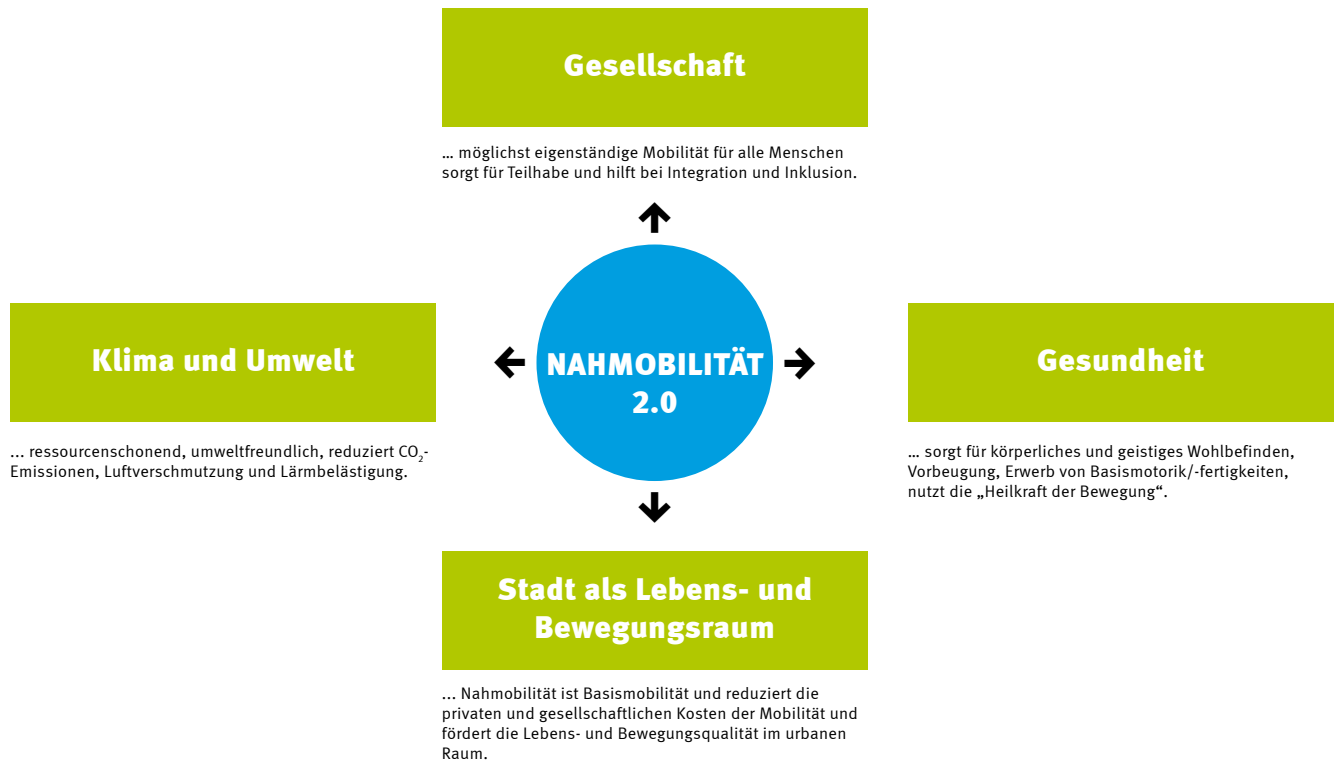 Gesellschaft
… möglichst eigenständige Mobilität für alle Menschen
sorgt für Teilhabe und hilft bei Integration und Inklusion.
Klima und Umwelt
... ressourcenschonend, umweltfreundlich, reduziert CO₂-
Emissionen, Luftverschmutzung und Lärmbelästigung.
NAHMOBILITÄT
2.0
Gesundheit
… sorgt für körperliches und geistiges Wohlbefinden,
Vorbeugung, Erwerb von Basismotorik/-fertigkeiten,
nutzt die „Heilkraft der Bewegung“.
Stadt als Lebens- und
Bewegungsraum
... Nahmobilität ist Basismobilität und reduziert die
privaten und gesellschaftlichen Kosten der Mobilität und
fördert die Lebens- und Bewegungsqualität im urbanen
Raum.